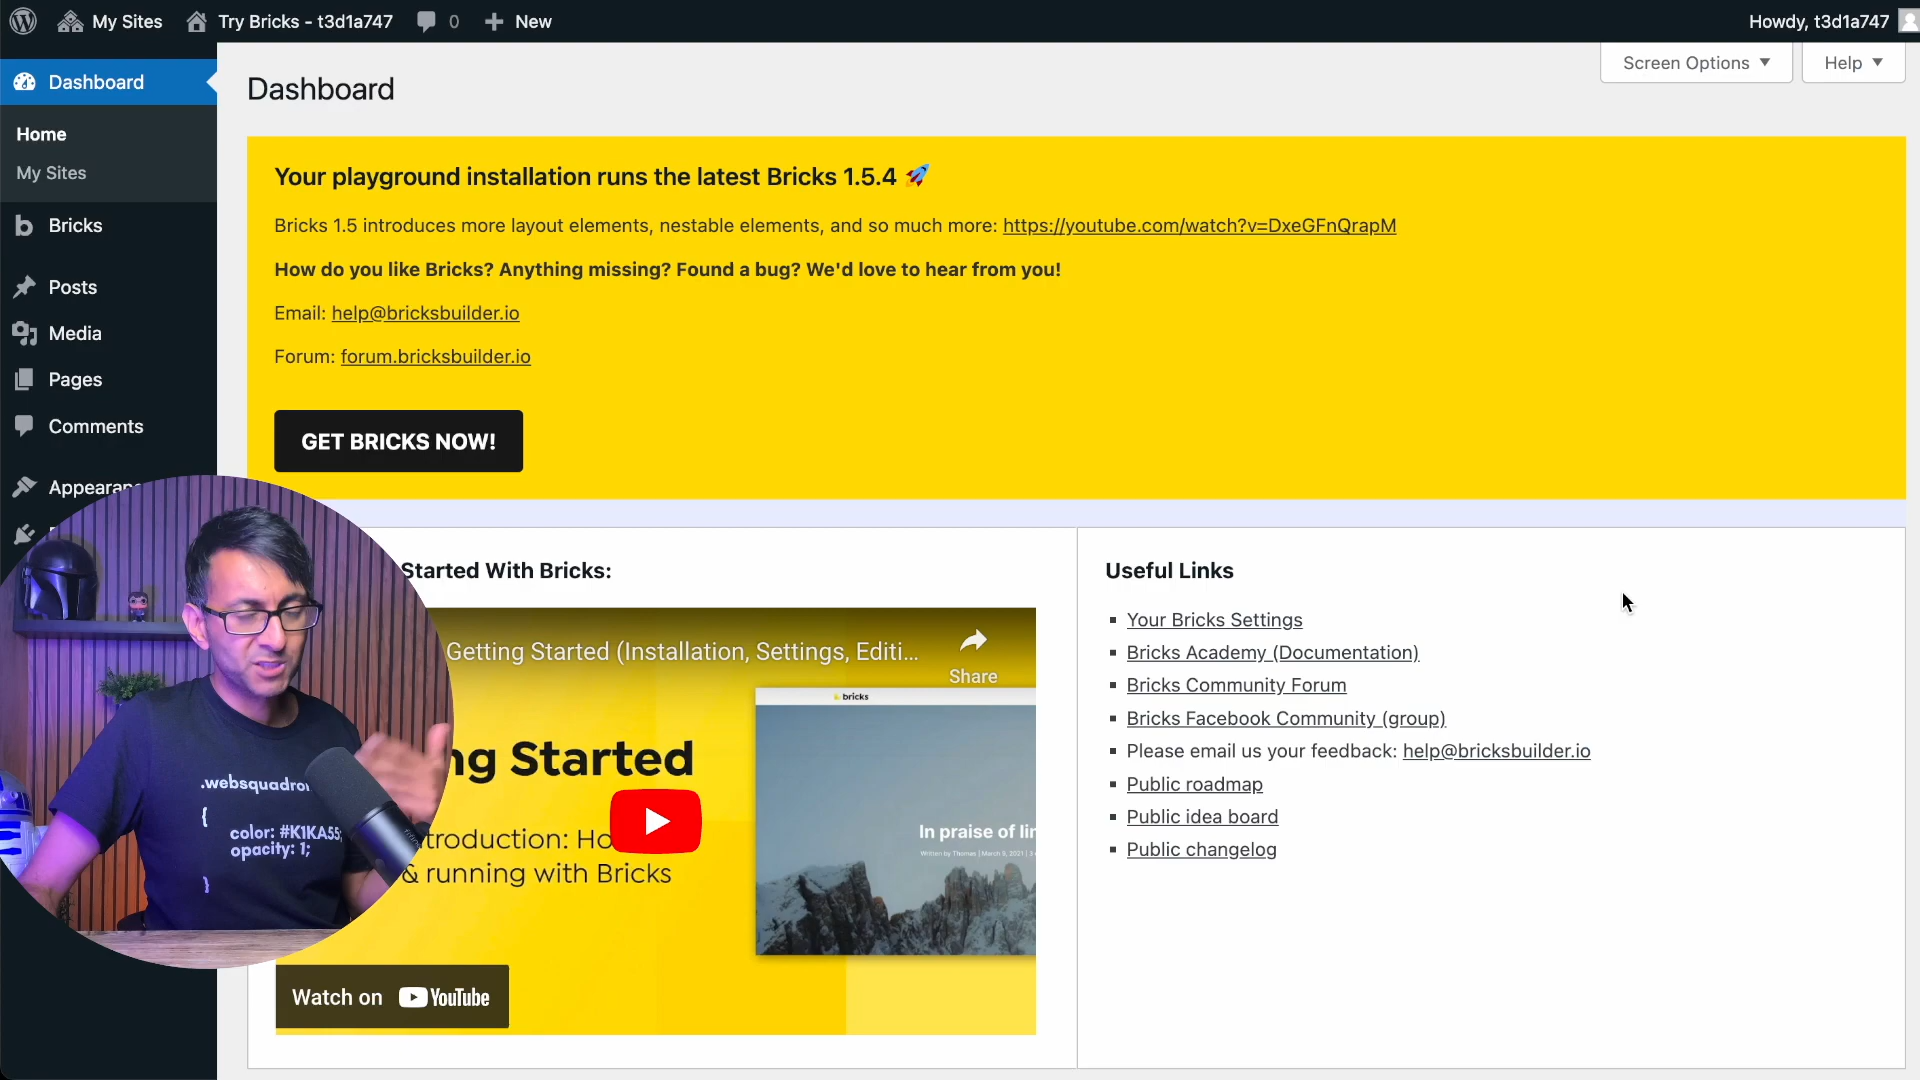 My Sites
Try Bricks - t3d1a747
0
New
Howdy, t3d1a747
Dashboard
Home
My Sites
Bricks
Posts
Media
Pages
Comments
Screen Options
Help
Dashboard
Your playground installation runs the latest Bricks 1.5.4 🚀
Bricks 1.5 introduces more layout elements, nestable elements, and so much more: https://youtube.com/watch?v=DxeGFnQrapM
How do you like Bricks? Anything missing? Found a bug? We'd love to hear from you!
Email: help@bricksbuilder.io
Forum: forum.bricksbuilder.io
GET BRICKS NOW!
Started With Bricks:
Getting Started (Installation, Settings, Editi...
Share
bricks
ng Started
In praise of
Written by Thomas | March 9, 2021 |
troduction: Ho
& running with Bricks
Watch on YouTube
Useful Links
Your Bricks Settings
Bricks Academy (Documentation)
Bricks Community Forum
Bricks Facebook Community (group)
Please email us your feedback: help@bricksbuilder.io
Public roadmap
Public idea board
Public changelog
.websquadron
{
color: #K1KA55;
opacity: 1;
}